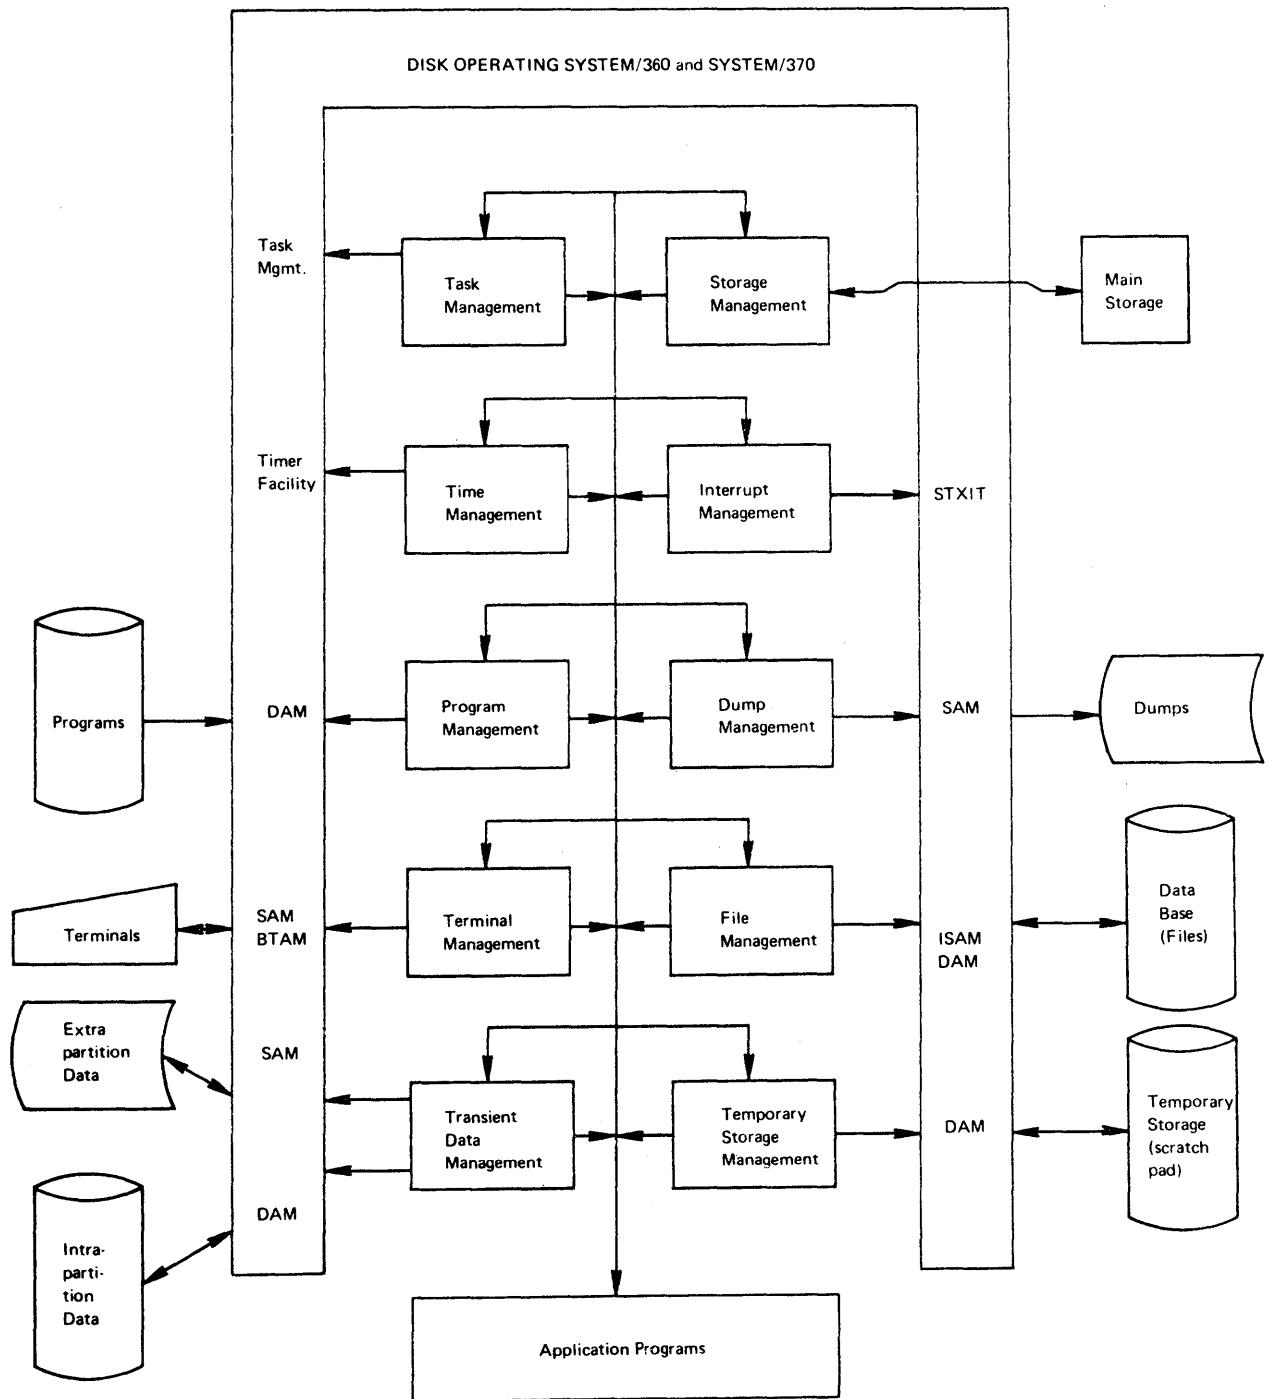 DISK OPERATING SYSTEM/360 and SYSTEM/370
Task
Mgmt.
Task
Management
Storage
Management
Main
Storage
Timer
Facility
Time
Management
Interrupt
Management
STXIT
Programs
DAM
Program
Management
Dump
Management
SAM
Dumps
Terminals
SAM
BTAM
Terminal
Management
File
Management
ISAM
DAM
Data
Base
(Files)
Extra
partition
Data
SAM
Transient
Data
Management
Temporary
Storage
Management
DAM
Temporary
Storage
(scratch
pad)
Intra-
parti-
tion
Data
DAM
Application Programs